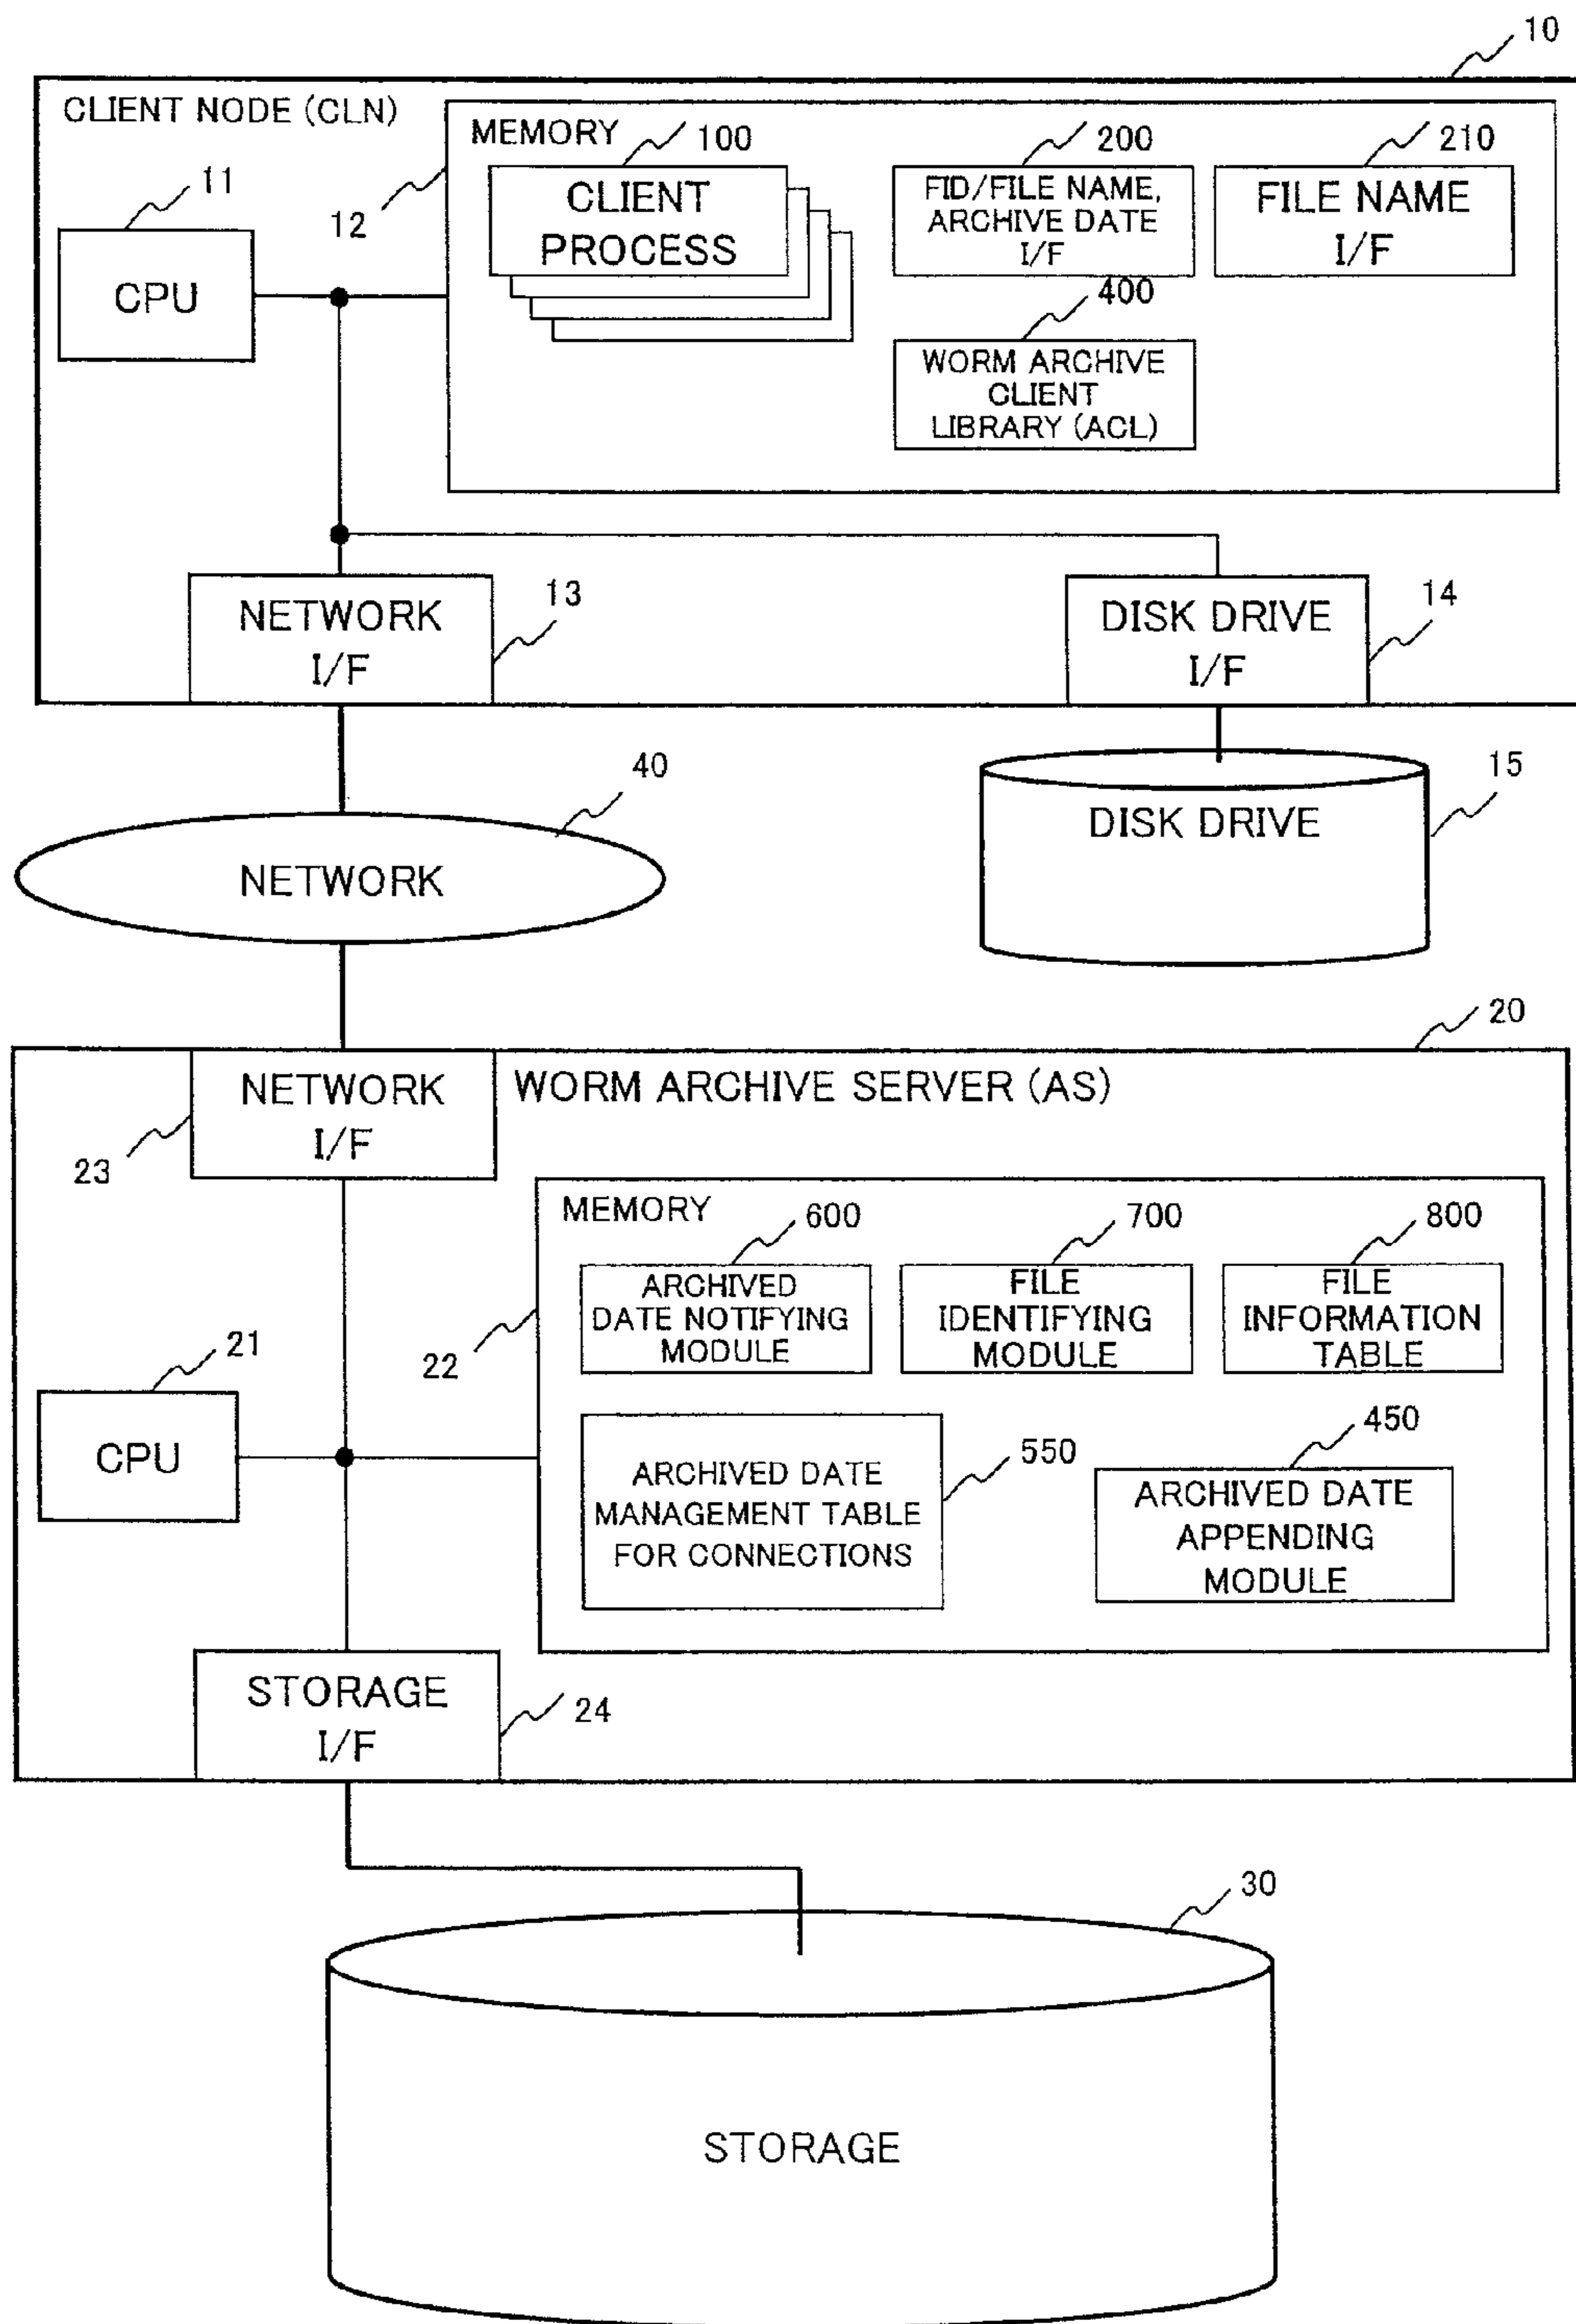 10
CLIENT NODE (CLN)
MEMORY
100
200
210
11
12
CLIENT
PROCESS
FID/FILE NAME,
ARCHIVE DATE
I/F
FILE NAME
I/F
CPU
400
WORM ARCHIVE
CLIENT
LIBRARY (ACL)
NETWORK
I/F
13
DISK DRIVE
I/F
14
40
15
DISK DRIVE
NETWORK
20
NETWORK
I/F
WORM ARCHIVE SERVER (AS)
23
MEMORY
600
700
800
ARCHIVED
DATE NOTIFYING
MODULE
FILE
IDENTIFYING
MODULE
FILE
INFORMATION
TABLE
21
22
CPU
ARCHIVED DATE
MANAGEMENT TABLE
FOR CONNECTIONS
550
450
ARCHIVED DATE
APPENDING
MODULE
STORAGE
I/F
24
30
STORAGE